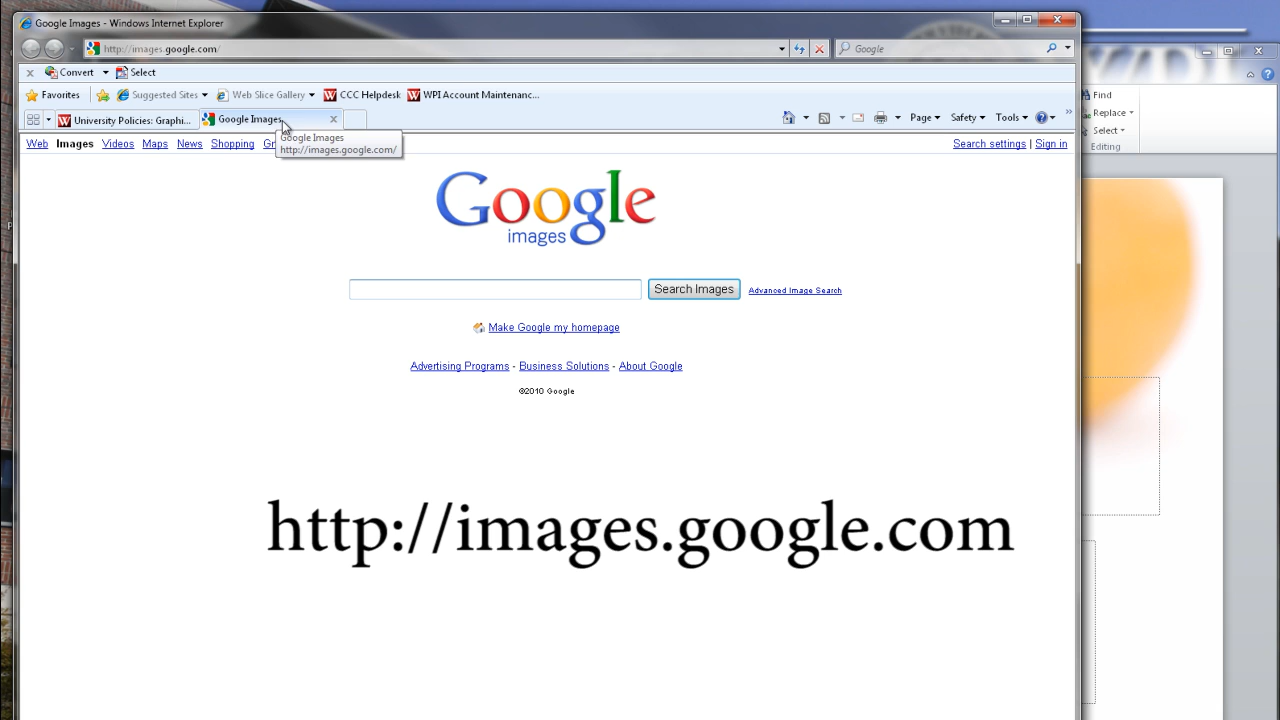 Google Images - Windows Internet Explorer
http://images.google.com/
Google
Convert Select
Find
Favorites Suggested Sites Web Slice Gallery CCC Helpdesk WPI Account Maintenanc...
Replace
University Policies: Graphi... Google Images
Page Safety Tools
Select
Google Images
http://images.google.com/
Editing
Web Images Videos Maps News Shopping
Search settings | Sign in
Google
images
Search Images Advanced Image Search
Make Google my homepage
Advertising Programs - Business Solutions - About Google
©2010 Google
http://images.google.com